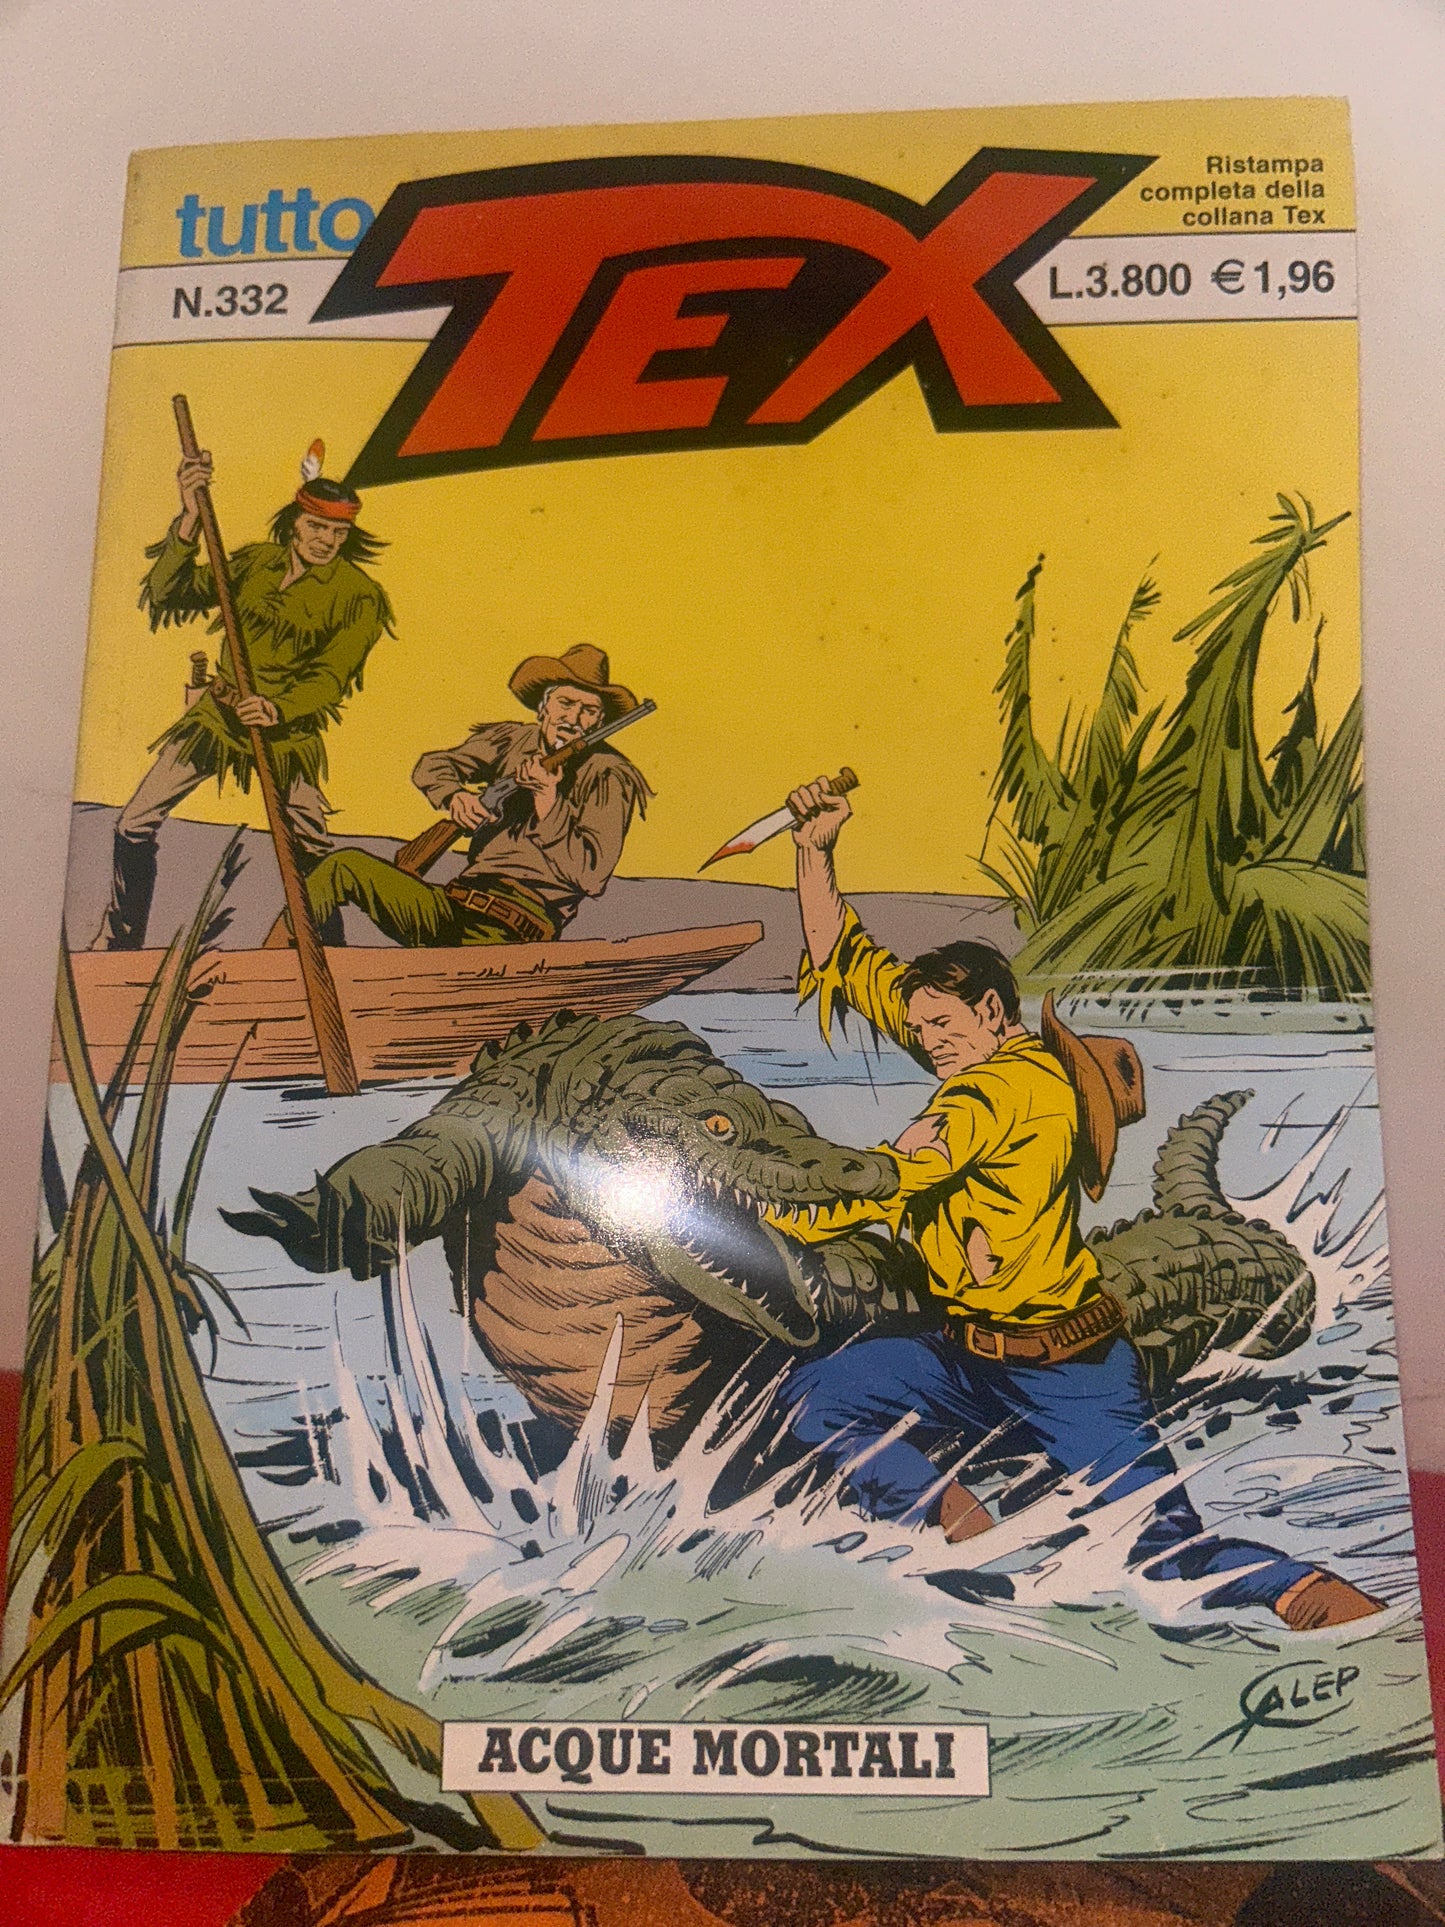 tutto
TEX
Ristampa
completa della
collana Tex
N.332
L.3.800 € 1,96
GALEP
ACQUE MORTALI